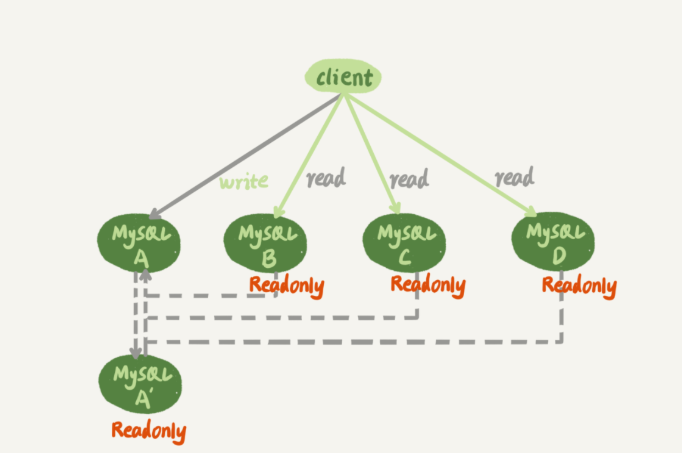 client
write
read
read
read
MySQL
A
MySQL
B
MySQL
C
MySQL
D
Readonly
Readonly
Readonly
MySQL
A'
Readonly